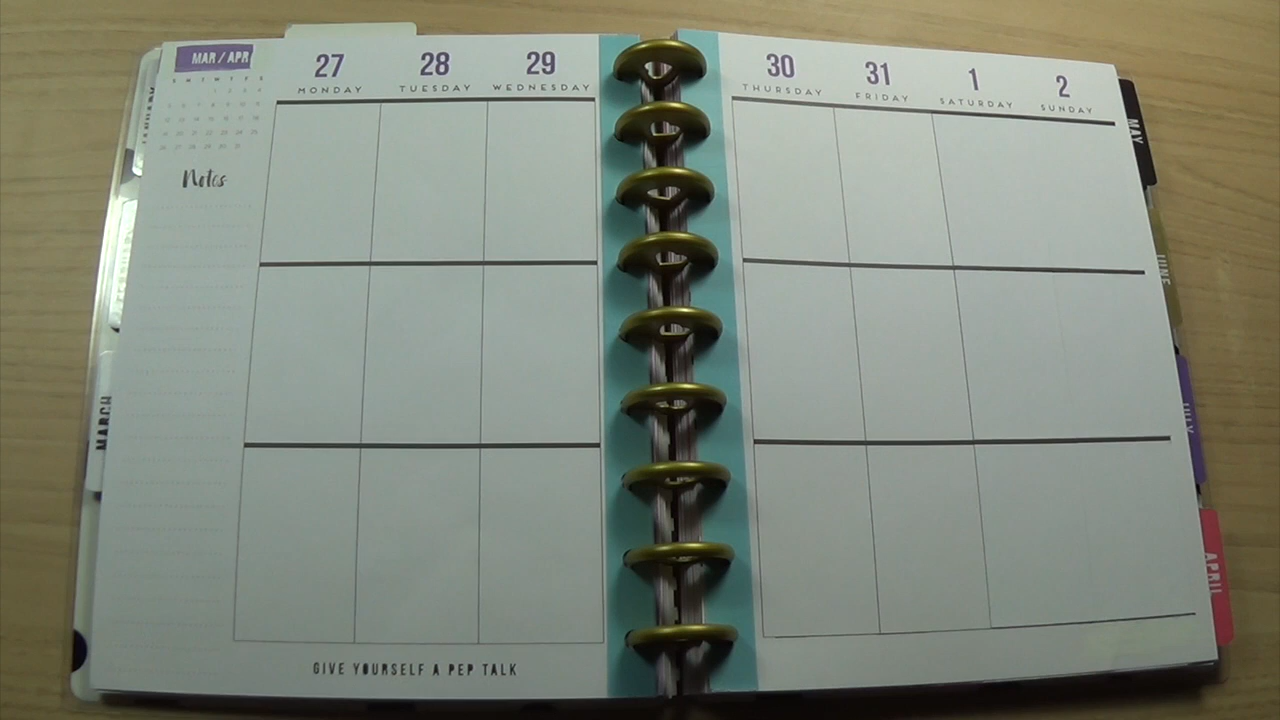 MAR / APR
S M T W T F S
27 28 29
MONDAY TUESDAY WEDNESDAY
30 31 1 2
THURSDAY FRIDAY SATURDAY SUNDAY
Notes
MARCH
MAY
JUNE
JULY
APRIL
GIVE YOURSELF A PEP TALK